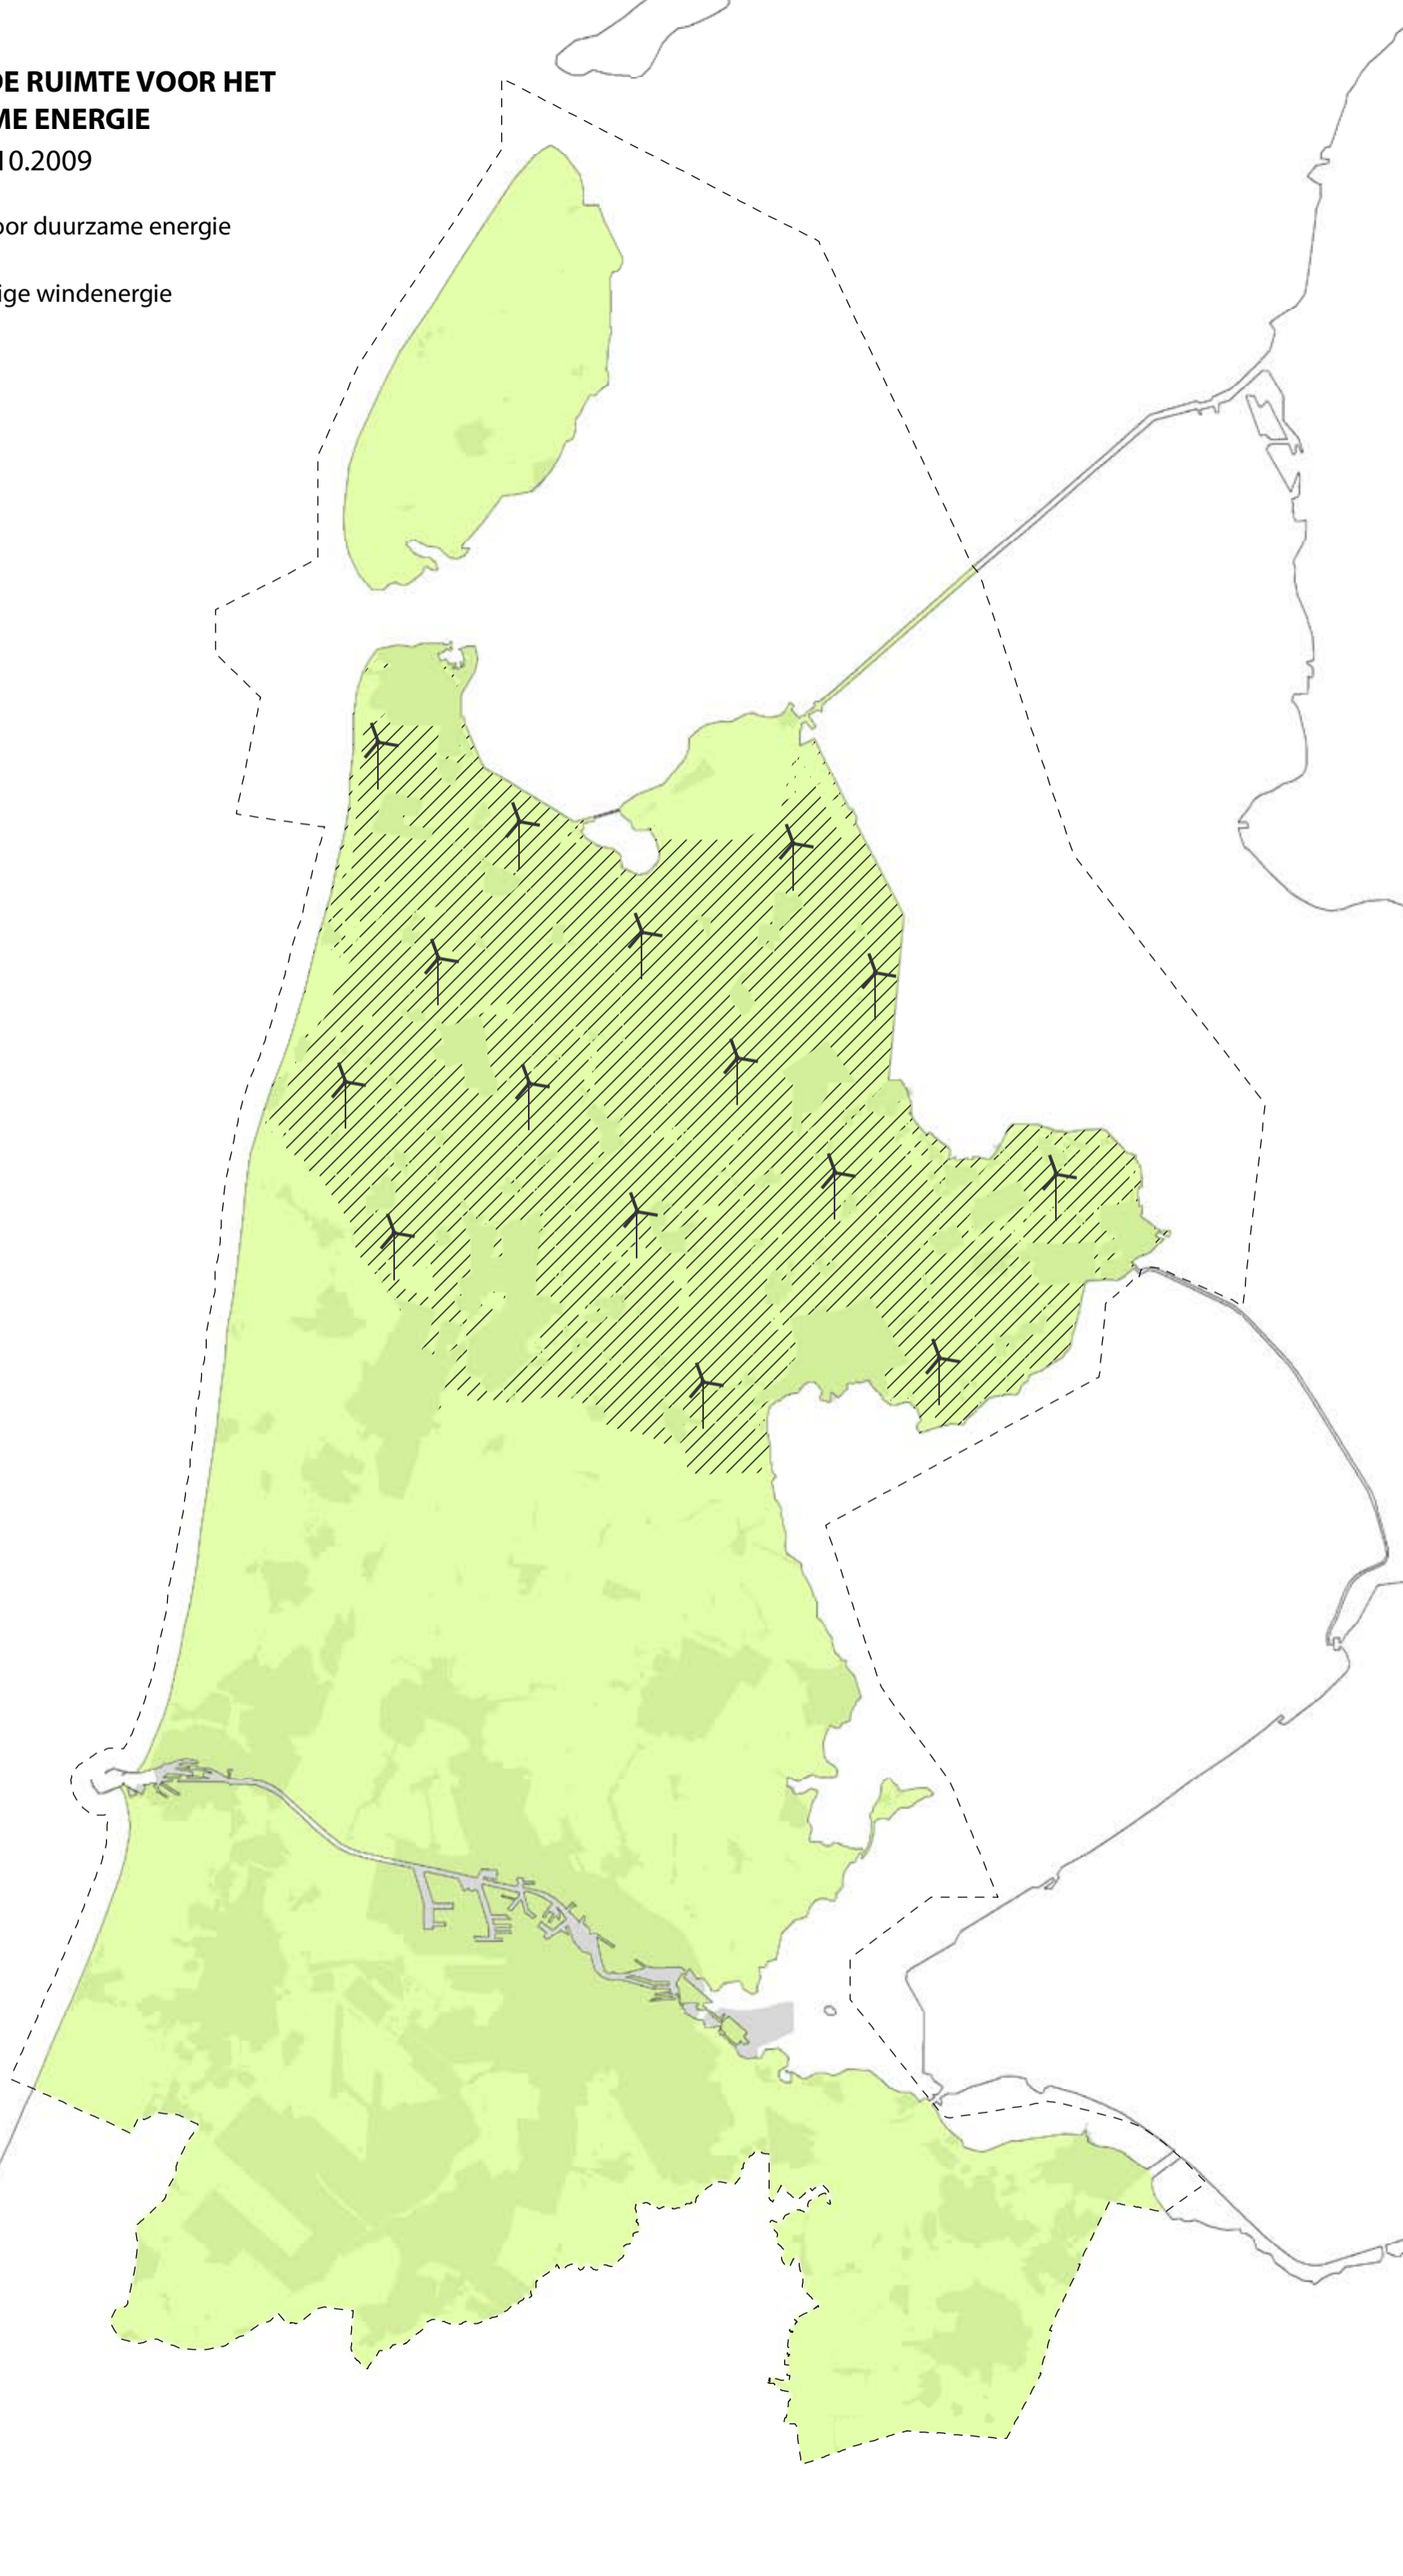 DE RUIMTE VOOR HET
ME ENERGIE
10.2009
oor duurzame energie
ige windenergie